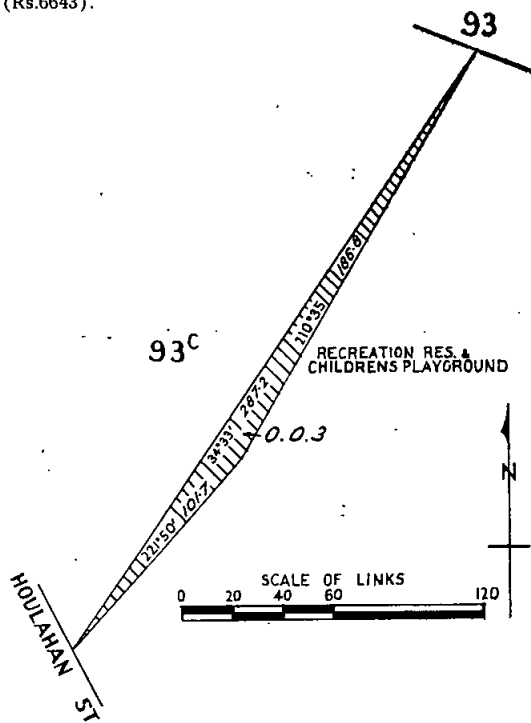 (Rs.6643).
93
186·8
210°35'
93C
RECREATION RES. &
CHILDRENS PLAYGROUND
287·2
34°33'
0.0.3
101·7
221°50'
N
SCALE OF LINKS
0 20 40 60 120
HOULAHAN ST